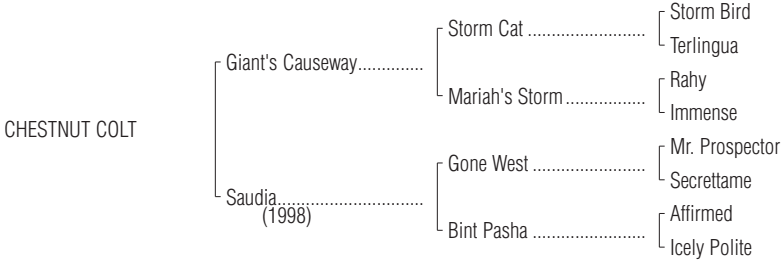 Storm Bird
Storm Cat ........................
Terlingua
Giant's Causeway..............
Rahy
Mariah's Storm .................
Immense
CHESTNUT COLT
Mr. Prospector
Gone West ........................
Secrettame
Saudia...............................
(1998)
Affirmed
Bint Pasha ........................
Icely Polite